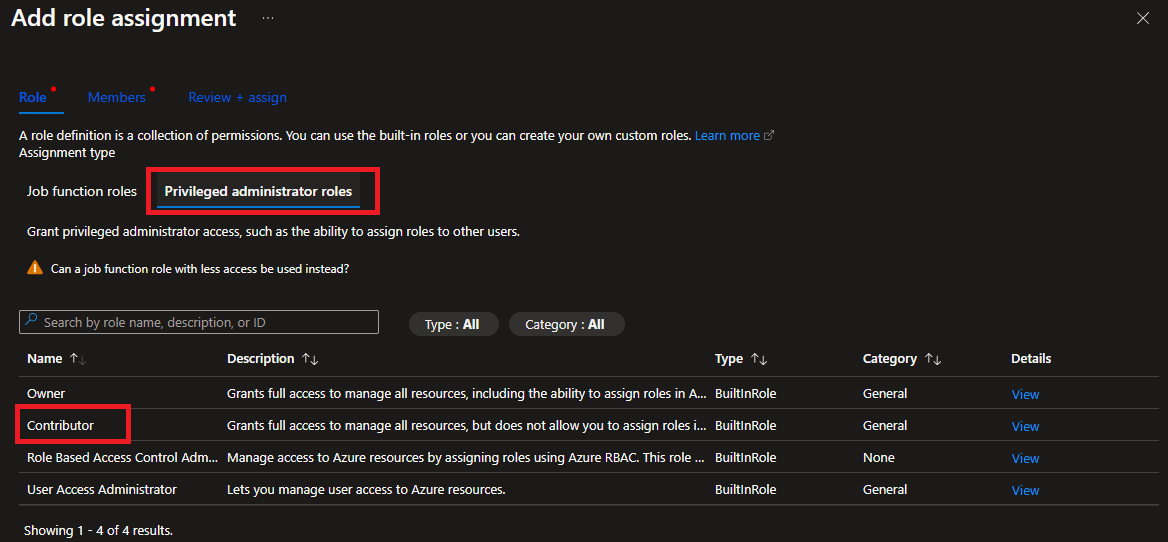 Add role assignment ...
Role Members Review + assign
A role definition is a collection of permissions. You can use the built-in roles or you can create your own custom roles. Learn more
Assignment type
Job function roles Privileged administrator roles
Grant privileged administrator access, such as the ability to assign roles to other users.
Can a job function role with less access be used instead?
Search by role name, description, or ID Type : All Category : All
Name ↑↓ Description ↑↓ Type ↑↓ Category ↑↓ Details
Owner Grants full access to manage all resources, including the ability to assign roles in A... BuiltInRole General View
Contributor Grants full access to manage all resources, but does not allow you to assign roles i... BuiltInRole General View
Role Based Access Control Adm... Manage access to Azure resources by assigning roles using Azure RBAC. This role ... BuiltInRole None View
User Access Administrator Lets you manage user access to Azure resources. BuiltInRole General View
Showing 1 - 4 of 4 results.